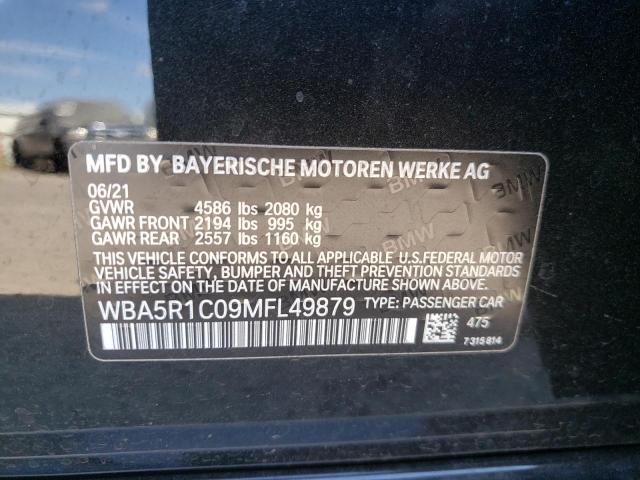 MFD BY BAYERISCHE MOTOREN WERKE AG
06/21
GVWR 4586 lbs 2080 kg
GAWR FRONT 2194 lbs 995 kg
GAWR REAR 2557 lbs 1160 kg
THIS VEHICLE CONFORMS TO ALL APPLICABLE U.S.FEDERAL MOTOR
VEHICLE SAFETY, BUMPER AND THEFT PREVENTION STANDARDS
IN EFFECT ON THE DATE OF MANUFACTURE SHOWN ABOVE.
WBA5R1C09MFL49879 TYPE: PASSENGER CAR
475
7315814